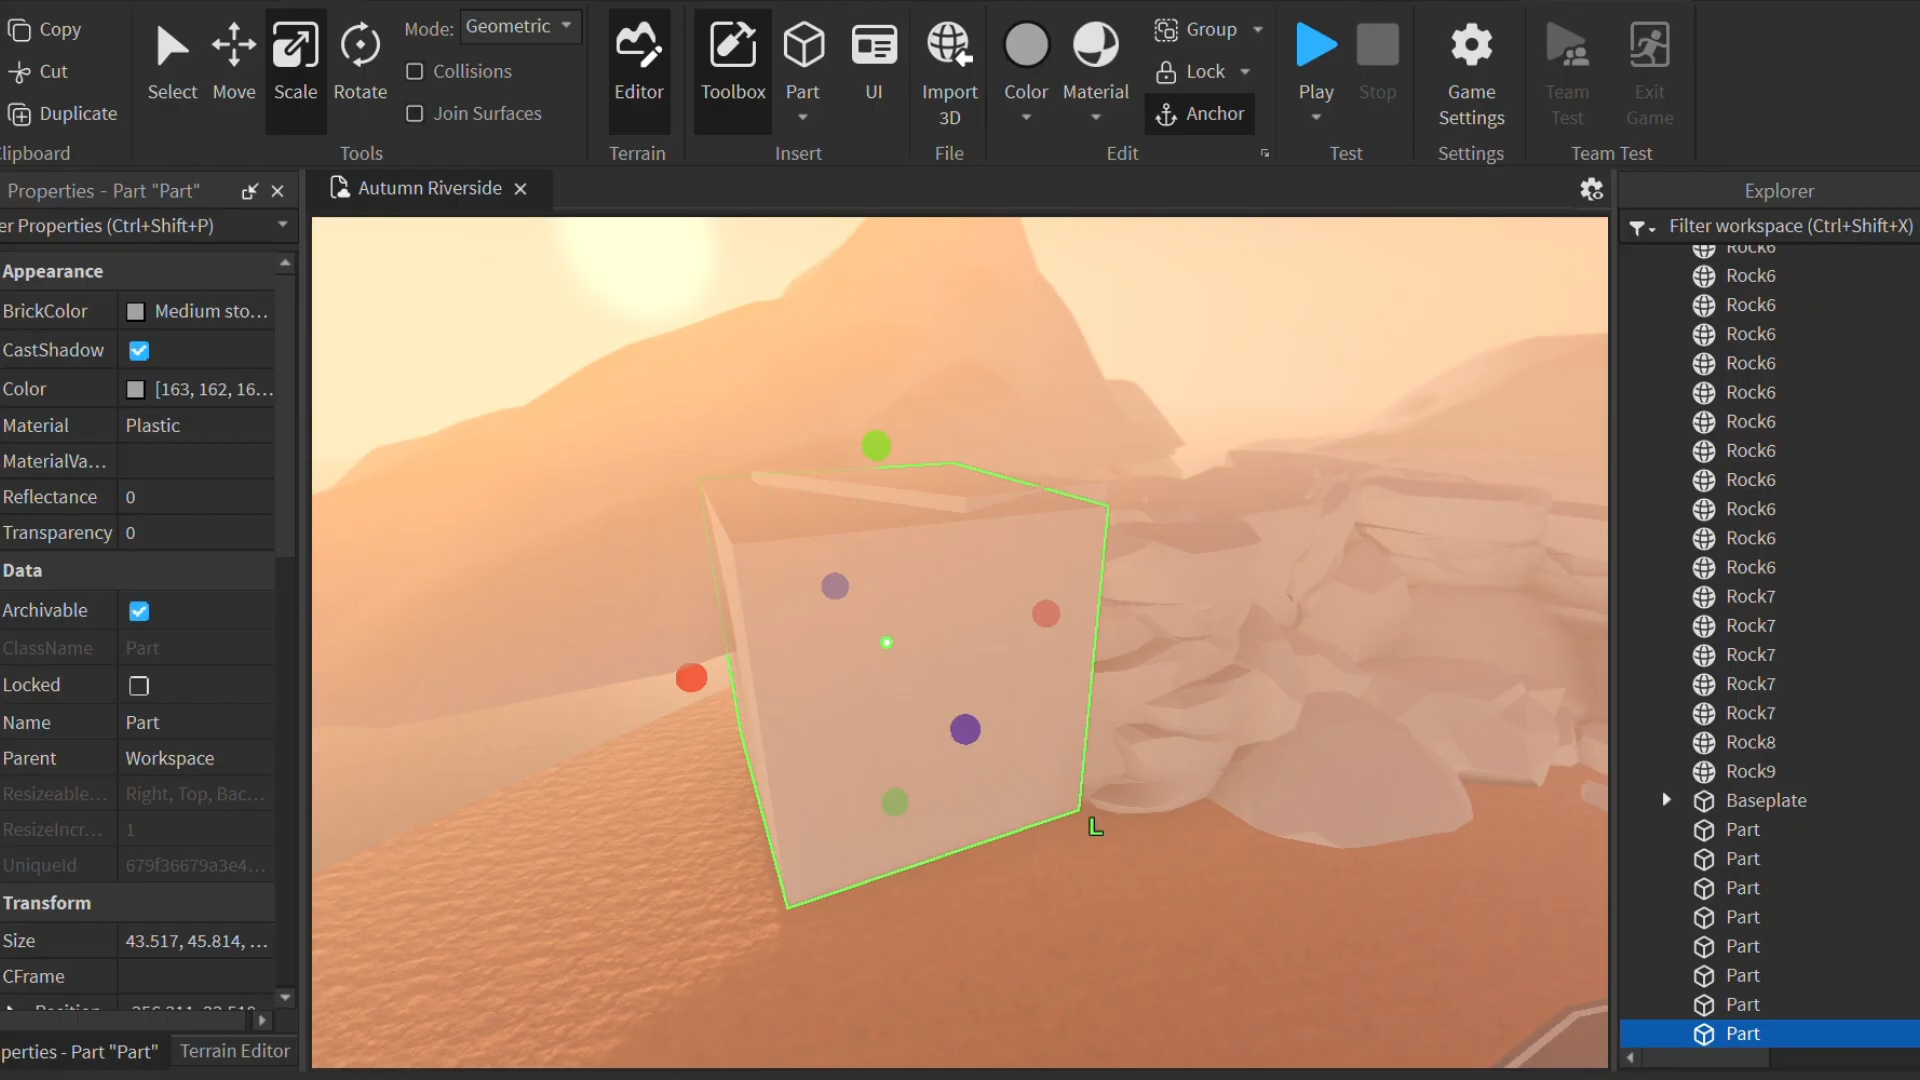 Copy
Cut
Duplicate
lipboard
Select
Move
Scale
Rotate
Mode:
Geometric
Collisions
Join Surfaces
Tools
Editor
Terrain
Toolbox
Part
UI
Insert
Import
3D
File
Color
Material
Group
Lock
Anchor
Edit
Play
Stop
Test
Game
Settings
Settings
Team
Test
Exit
Game
Team Test
Properties - Part "Part"
er Properties (Ctrl+Shift+P)
Appearance
BrickColor Medium sto...
CastShadow
Color [163, 162, 16...
Material Plastic
MaterialVa...
Reflectance 0
Transparency 0
Data
Archivable
ClassName Part
Locked
Name Part
Parent Workspace
Resizeable... Right, Top, Bac...
ResizeIncr... 1
UniqueId 679f36679a3e4...
Transform
Size 43.517, 45.814, ...
CFrame
Position
perties - Part "Part"
Terrain Editor
Autumn Riverside
L
Explorer
Filter workspace (Ctrl+Shift+X)
Rock6
Rock6
Rock6
Rock6
Rock6
Rock6
Rock6
Rock6
Rock6
Rock6
Rock6
Rock6
Rock7
Rock7
Rock7
Rock7
Rock7
Rock8
Rock9
Baseplate
Part
Part
Part
Part
Part
Part
Part
Part